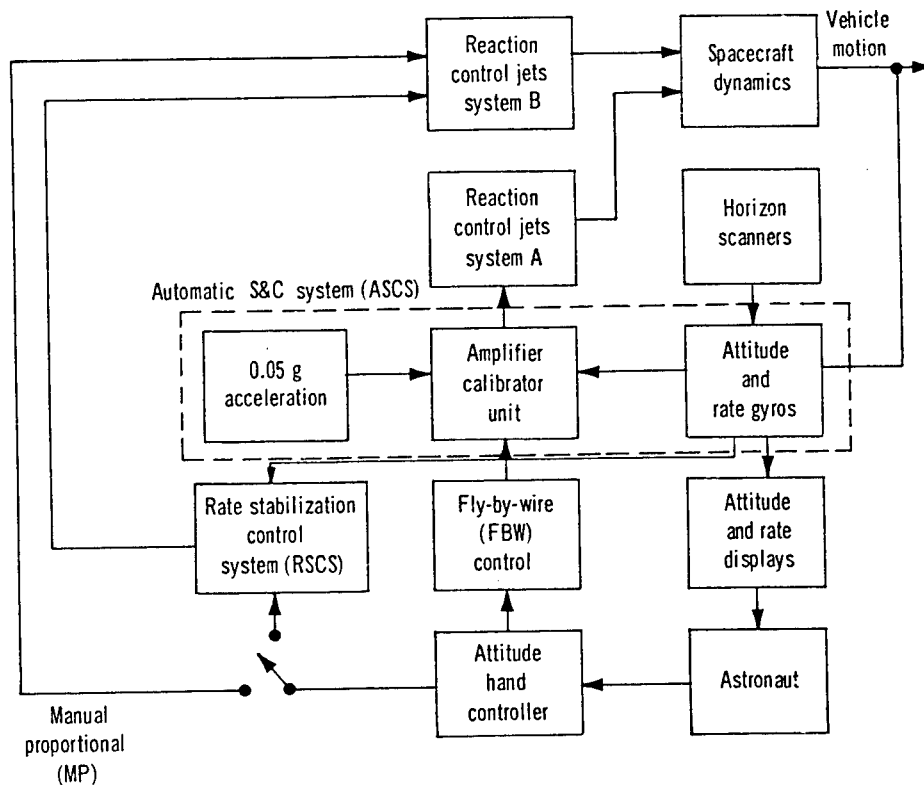 Reaction
control jets
system B
Spacecraft
dynamics
Vehicle
motion
Reaction
control jets
system A
Horizon
scanners
Automatic S&C system (ASCS)
0.05 g
acceleration
Amplifier
calibrator
unit
Attitude
and
rate gyros
Rate stabilization
control
system (RSCS)
Fly-by-wire
(FBW)
control
Attitude
and rate
displays
Attitude
hand
controller
Astronaut
Manual
proportional
(MP)